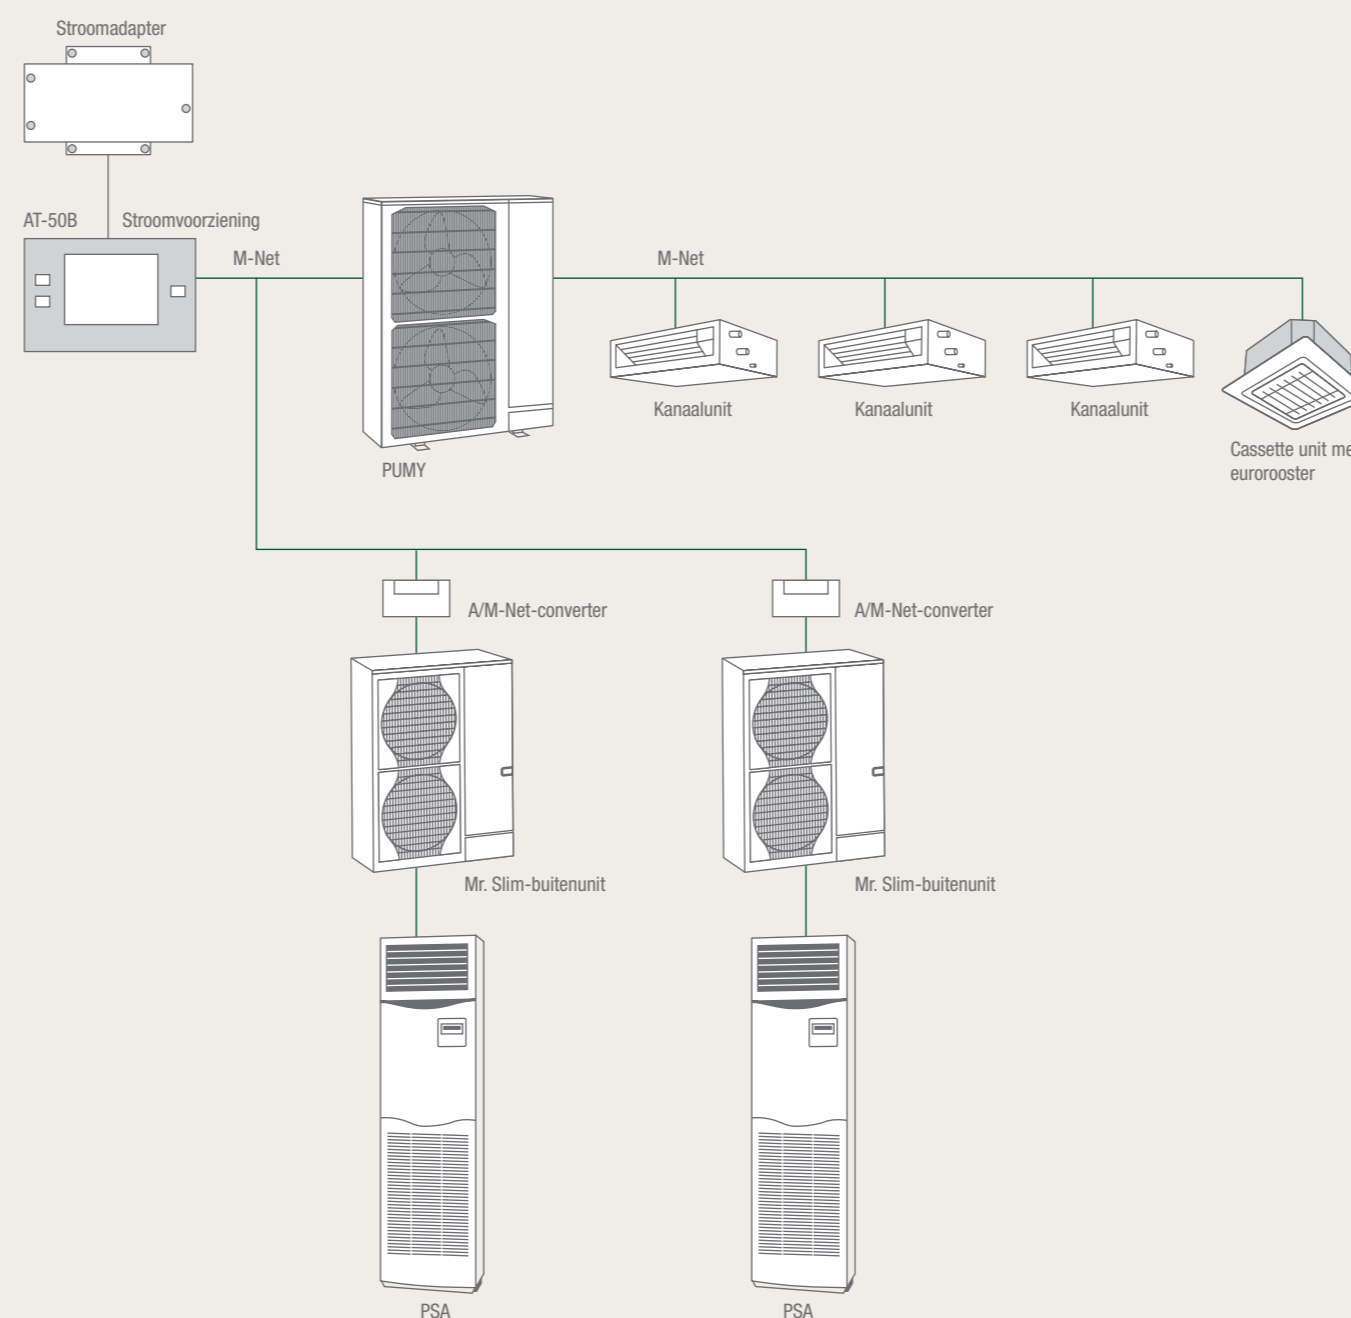 Stroomadapter
AT-50B
Stroomvoorziening
M-Net
M-Net
Kanaalunit
Kanaalunit
Kanaalunit
Cassette unit
eurorooster
PUMY
A/M-Net-converter
A/M-Net-converter
Mr. Slim-buitenunit
Mr. Slim-buitenunit
PSA
PSA